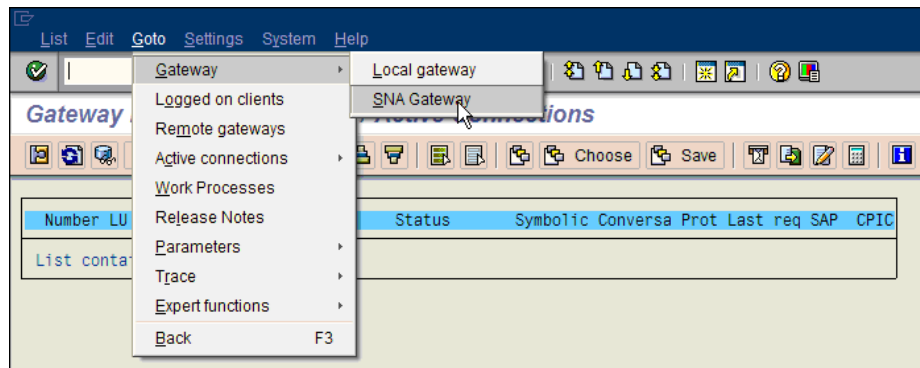 List Edit Goto Settings System Help
Gateway Local gateway
Logged on clients SNA Gateway
Gateway Connections
Remote gateways
Active connections Choose Save
Work Processes
Release Notes
Number LU Status Symbolic Conversa Prot Last req SAP CPIC
Parameters
List
Trace
Expert functions
Back F3